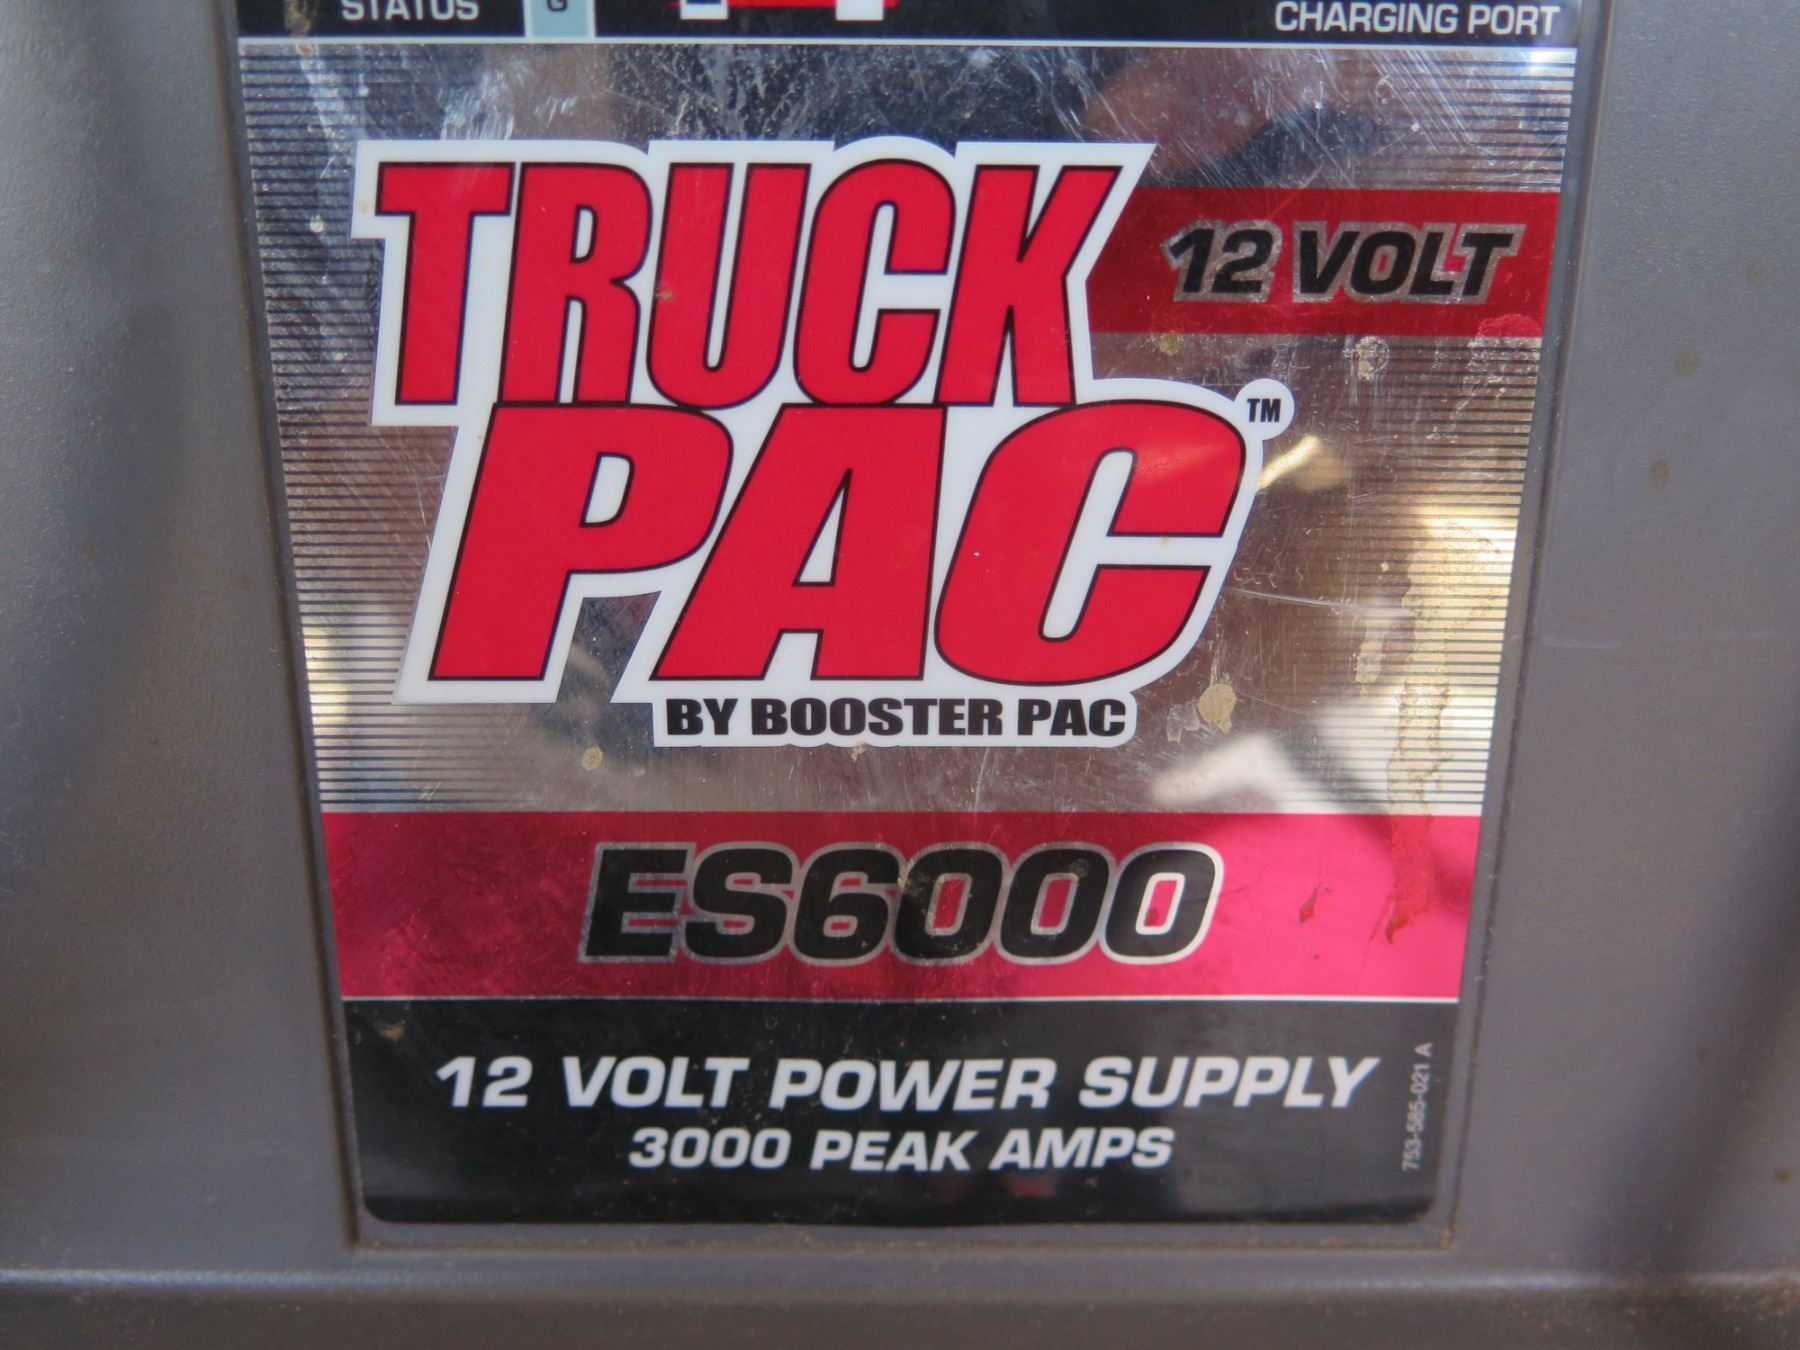 STATUS
G
CHARGING PORT
TRUCK
12 VOLT
PAC™
BY BOOSTER PAC
ES6000
12 VOLT POWER SUPPLY
3000 PEAK AMPS
753-585-021 A